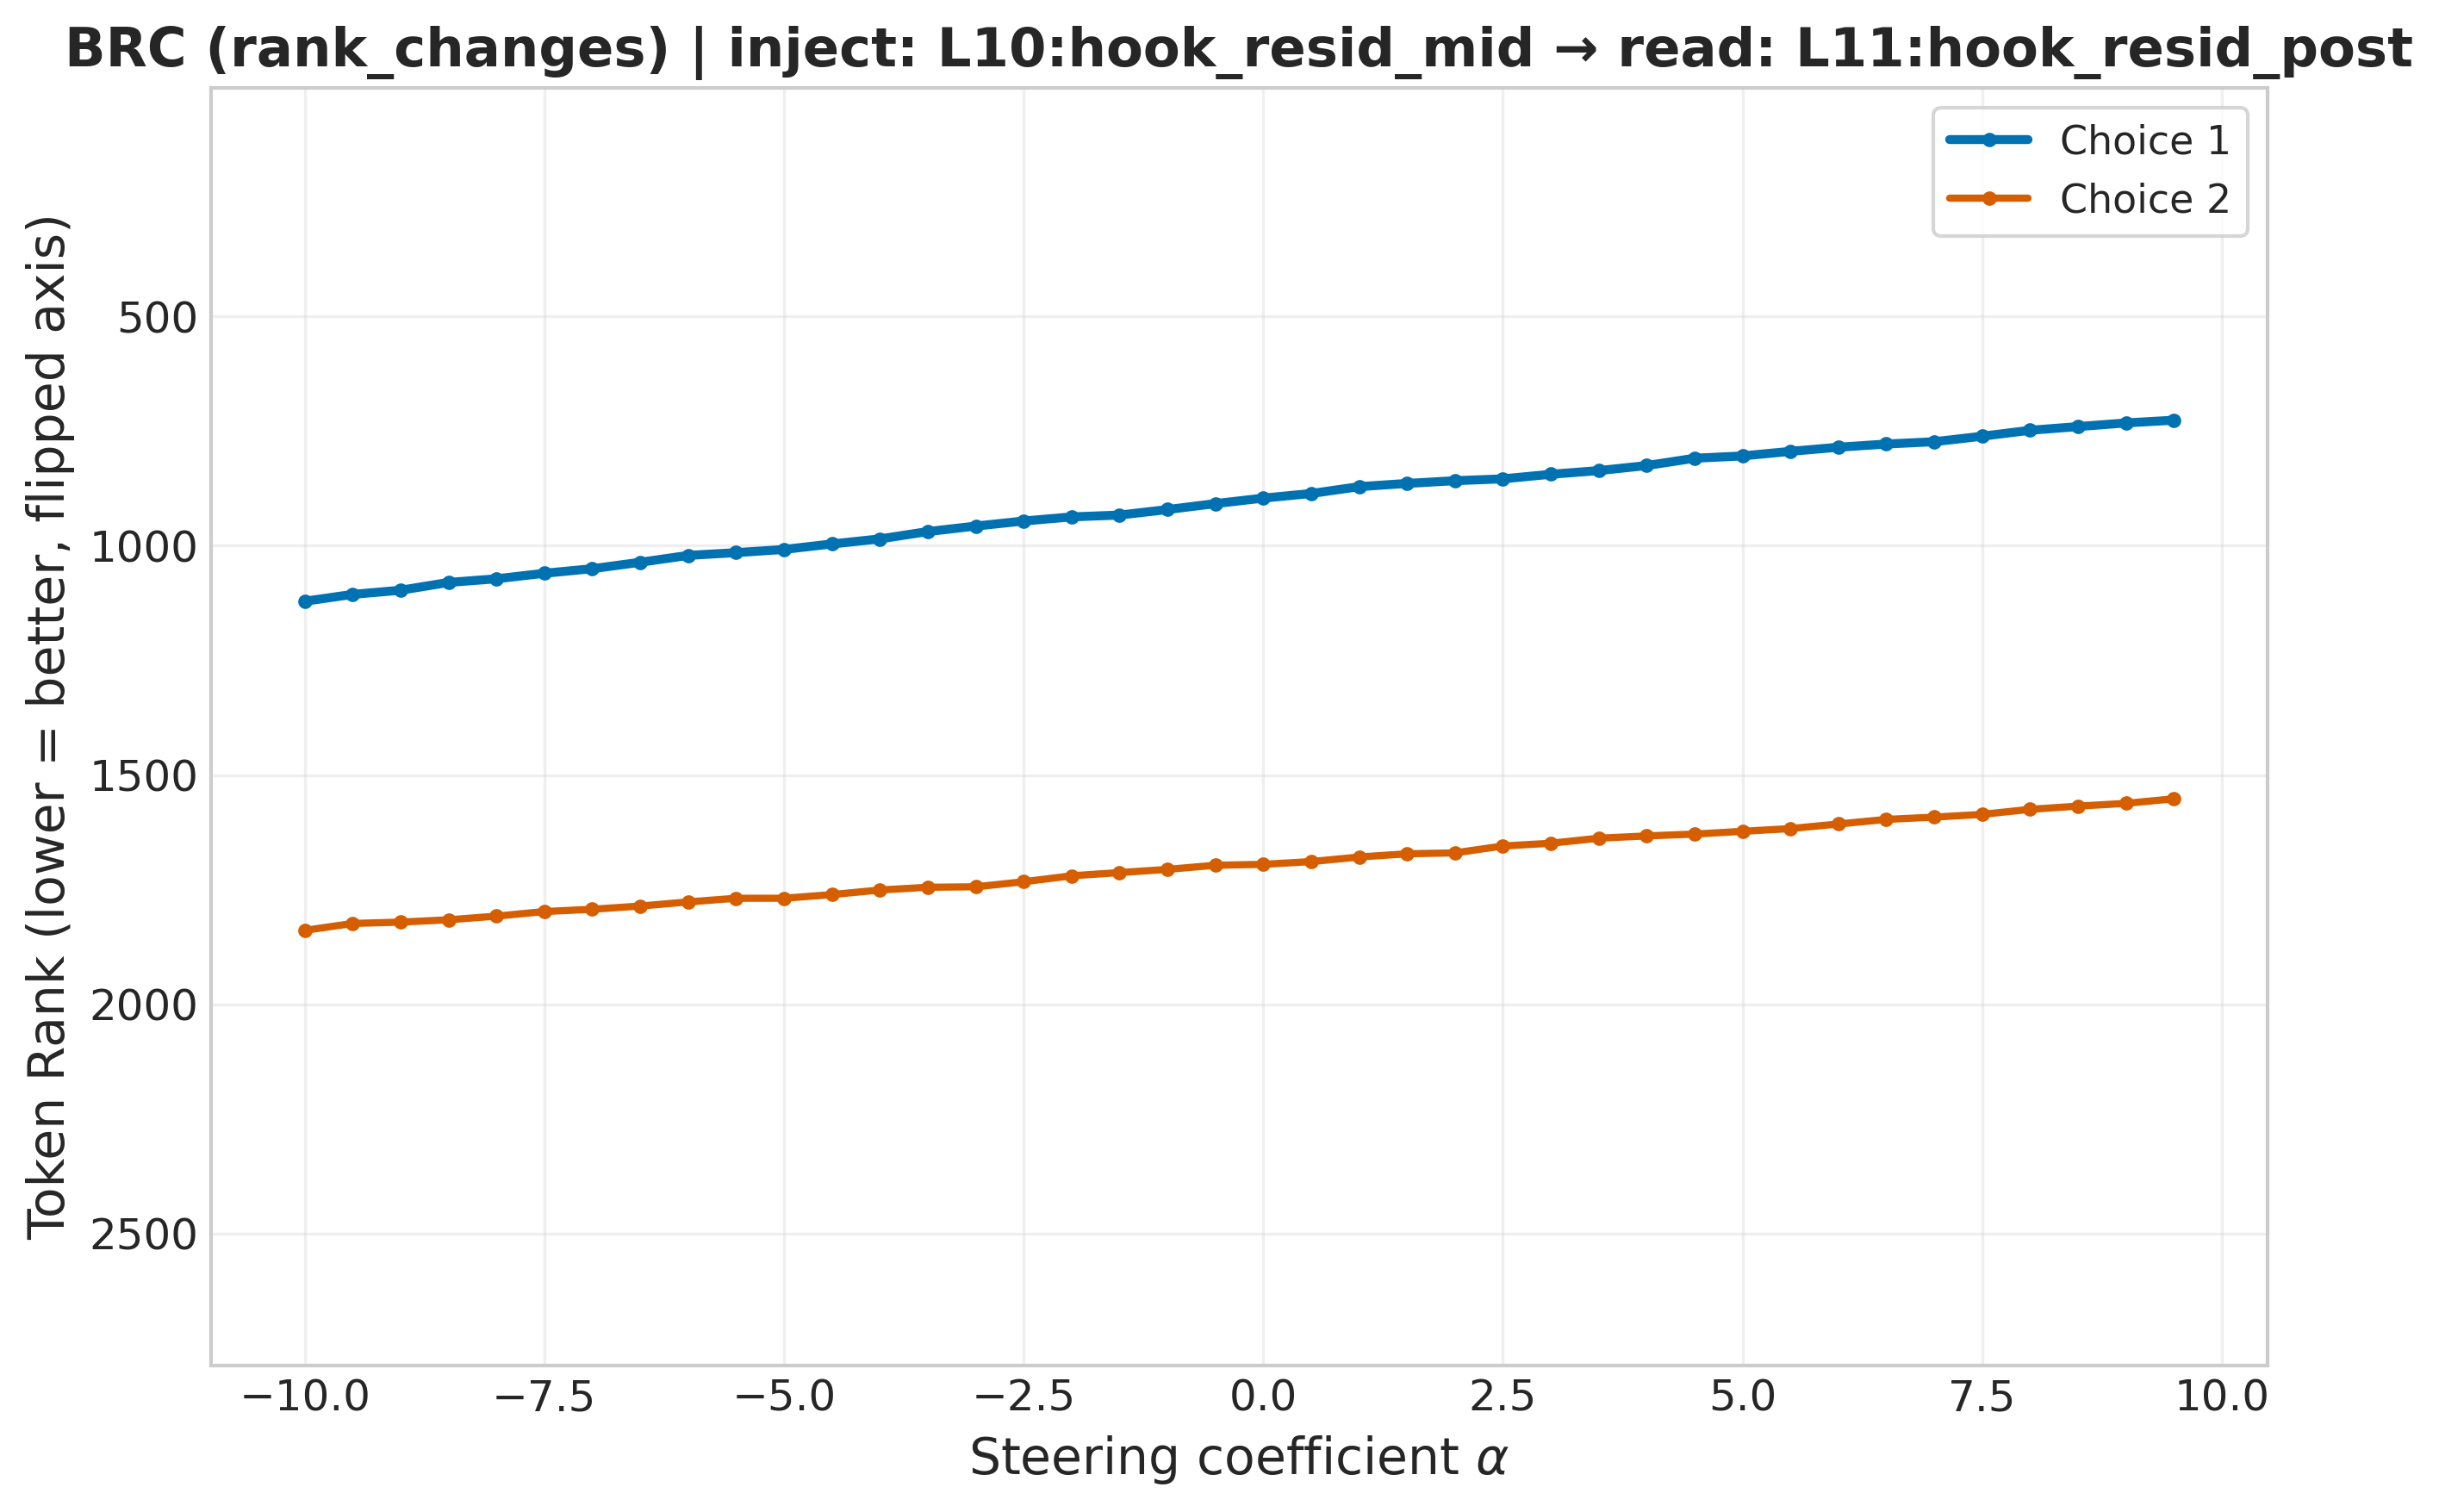 BRC (rank_changes) | inject: L10:hook_resid_mid → read: L11:hook_resid_post
Choice 1
Choice 2
Token Rank (lower = better, flipped axis)
500
1000
1500
2000
2500
−10.0 −7.5 −5.0 −2.5 0.0 2.5 5.0 7.5 10.0
Steering coefficient α